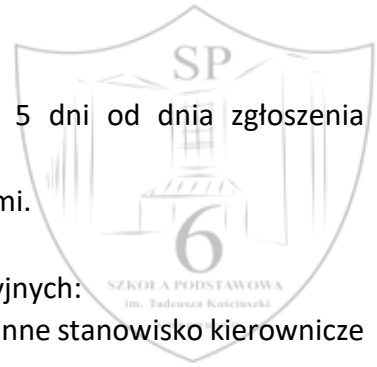 SP
5 dni od dnia zgłoszenia
mi.
6
yjnych:
SZKOŁA PODSTAWOWA
im. Tadeusza Kościuszki
inne stanowisko kierownicze